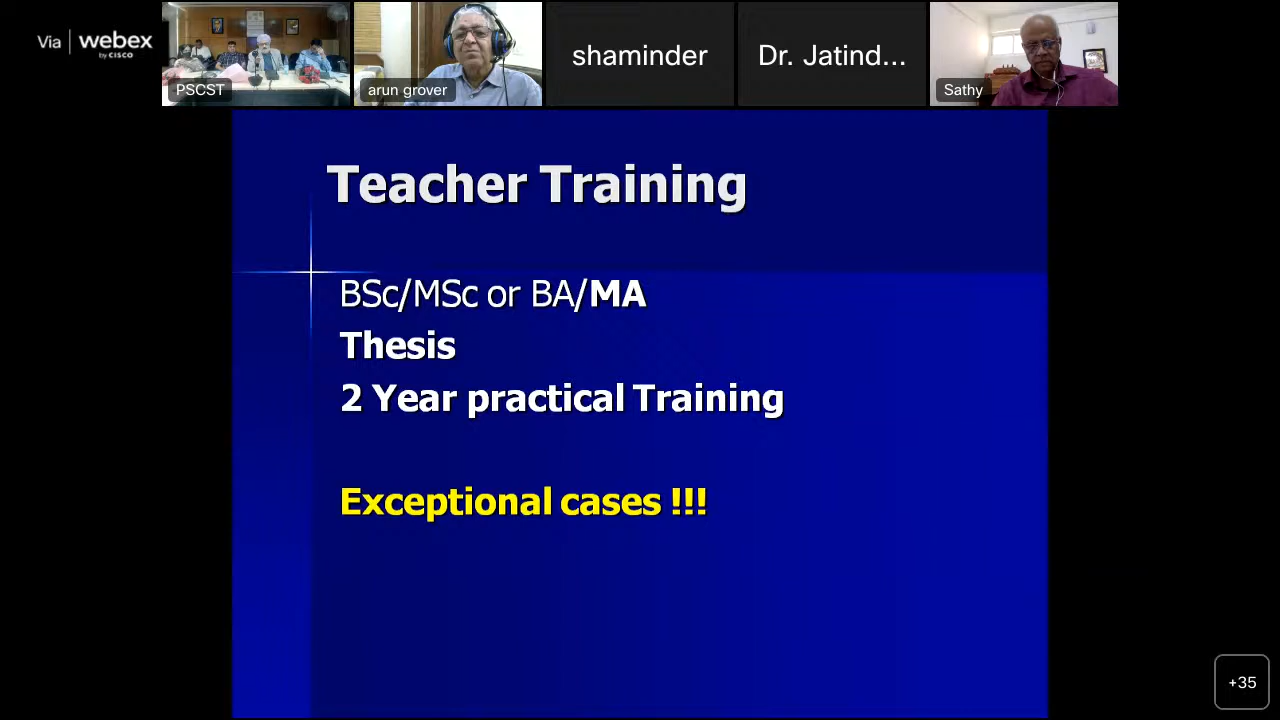 Via webex
by CISCO
PSCST
arun grover
shaminder
Dr. Jatind...
Sathy
Teacher Training
BSc/MSc or BA/MA
Thesis
2 Year practical Training
Exceptional cases !!!
+35